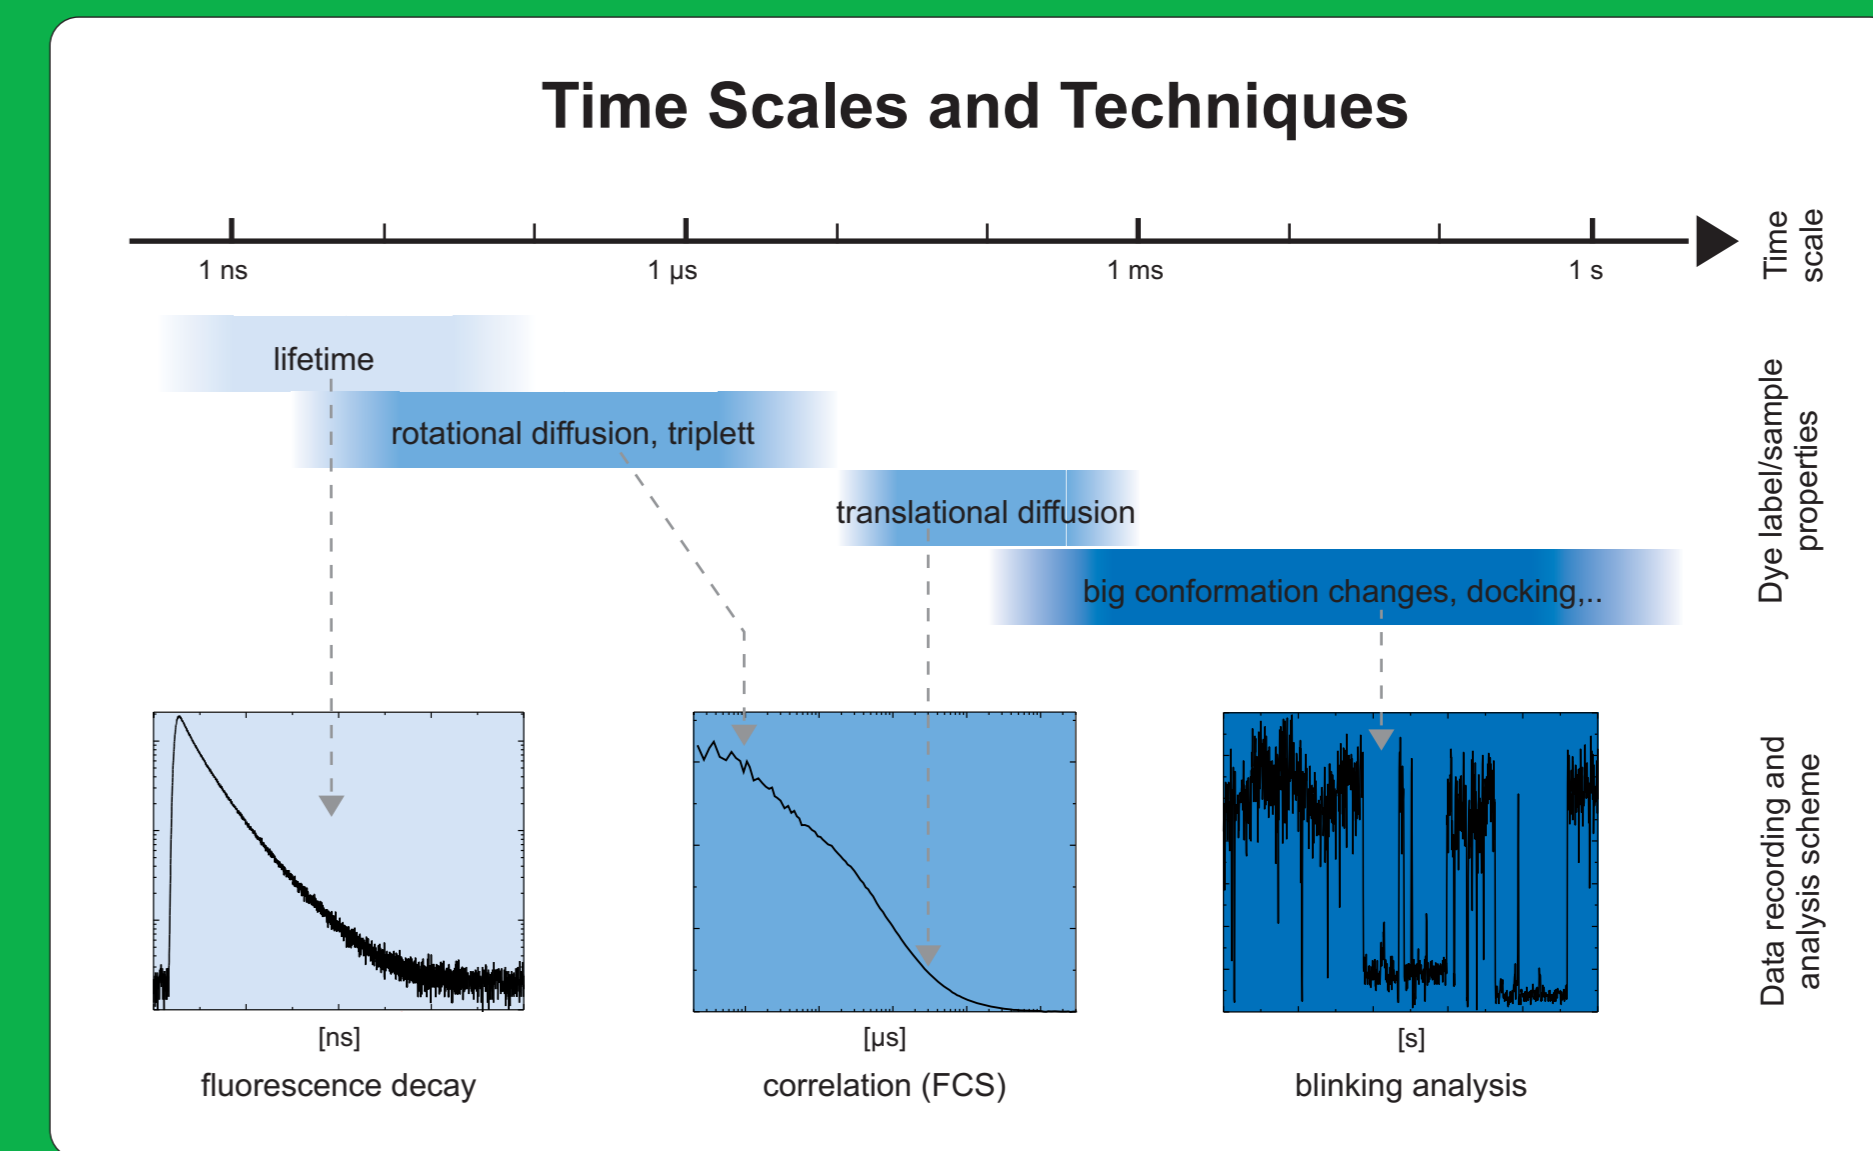 Time Scales and Techniques
1 ns
1 µs
1 ms
1 s
Time
scale
lifetime
rotational diffusion, triplett
translational diffusion
big conformation changes, docking,..
Dye label/sample
properties
[ns]
[µs]
[s]
fluorescence decay
correlation (FCS)
blinking analysis
Data recording and
analysis scheme